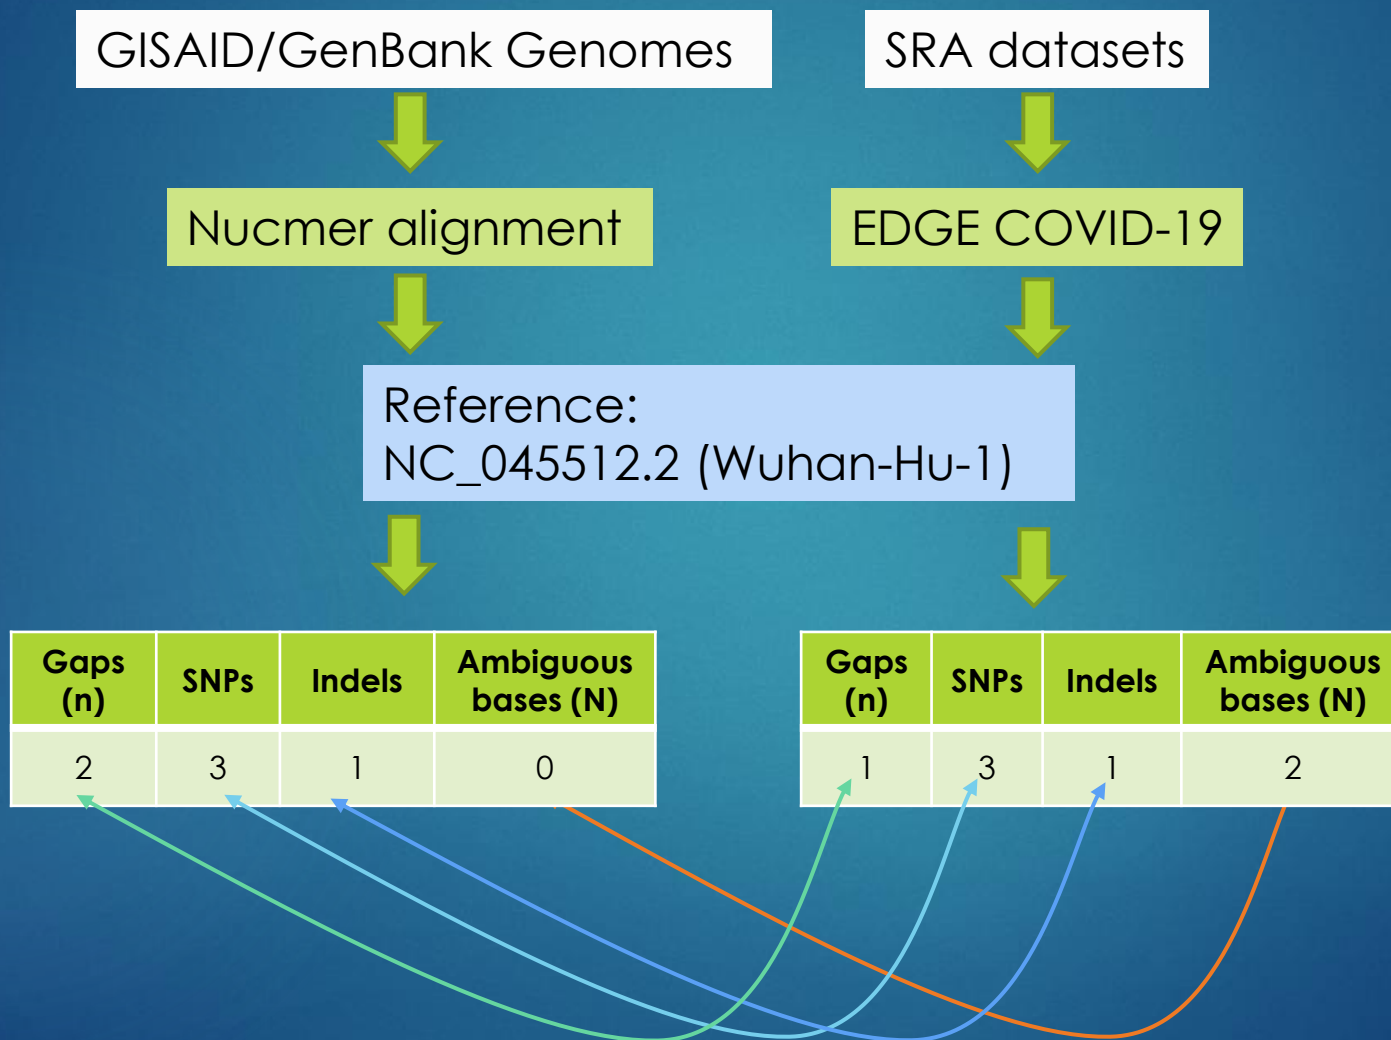 GISAID/GenBank Genomes
SRA datasets
Nucmer alignment
EDGE COVID-19
Reference:
NC_045512.2 (Wuhan-Hu-1)
Gaps (n) SNPs Indels Ambiguous bases (N)
2 3 1 0
Gaps (n) SNPs Indels Ambiguous bases (N)
1 3 1 2